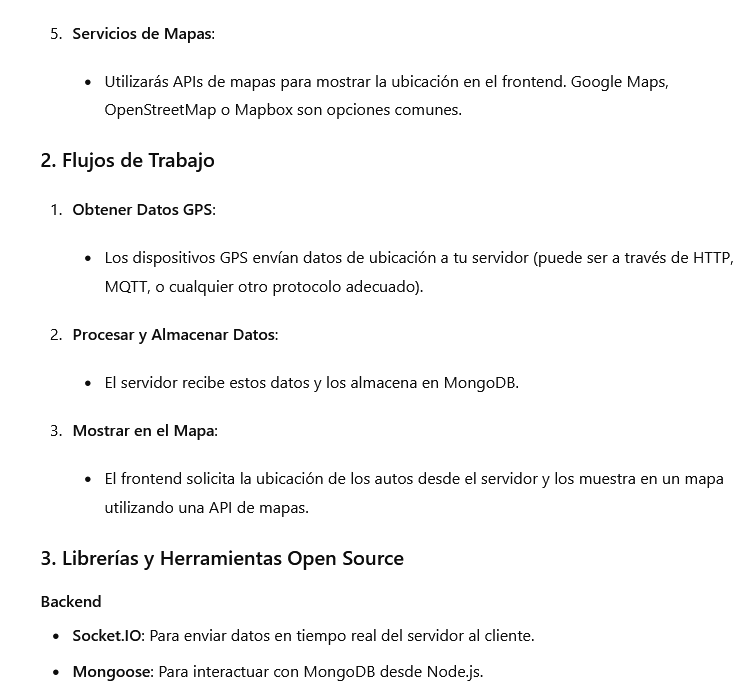 5. Servicios de Mapas:
• Utilizarás APIs de mapas para mostrar la ubicación en el frontend. Google Maps,
OpenStreetMap o Mapbox son opciones comunes.
2. Flujos de Trabajo
1. Obtener Datos GPS:
• Los dispositivos GPS envían datos de ubicación a tu servidor (puede ser a través de HTTP,
MQTT, o cualquier otro protocolo adecuado).
2. Procesar y Almacenar Datos:
• El servidor recibe estos datos y los almacena en MongoDB.
3. Mostrar en el Mapa:
• El frontend solicita la ubicación de los autos desde el servidor y los muestra en un mapa
utilizando una API de mapas.
3. Librerías y Herramientas Open Source
Backend
• Socket.IO: Para enviar datos en tiempo real del servidor al cliente.
• Mongoose: Para interactuar con MongoDB desde Node.js.